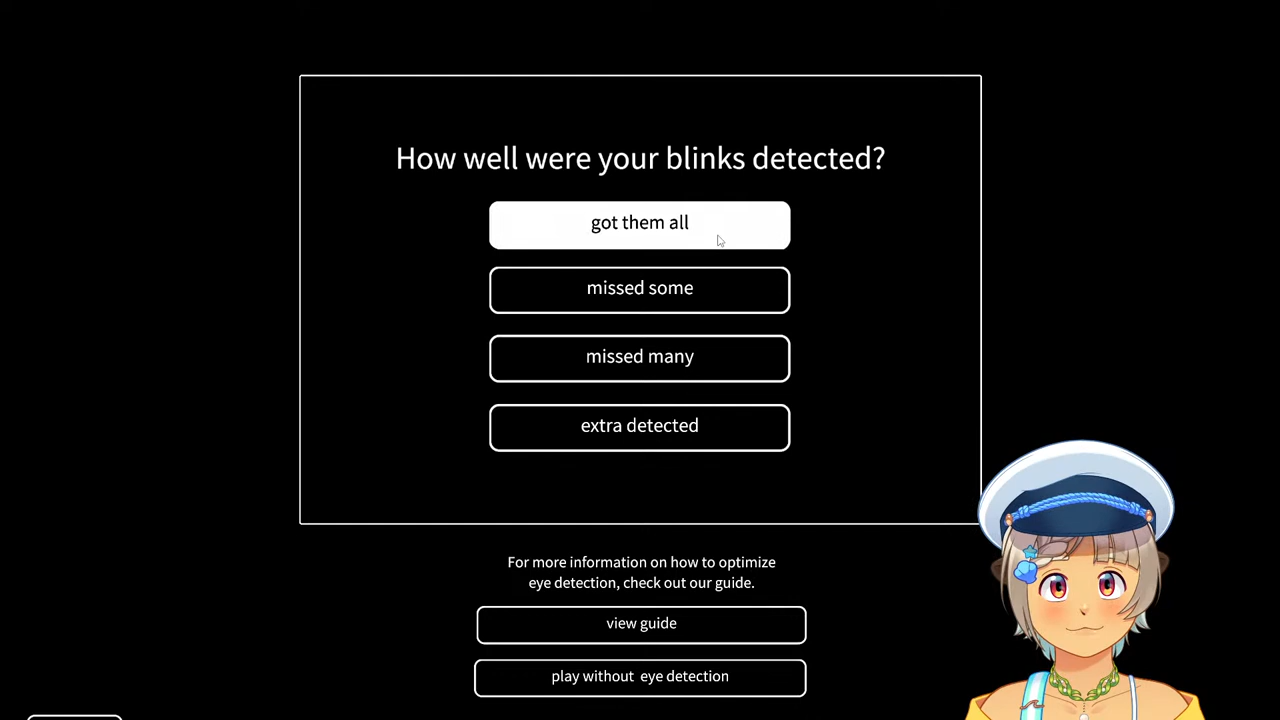 How well were your blinks detected?
got them all
missed some
missed many
extra detected
For more information on how to optimize
eye detection, check out our guide.
view guide
play without eye detection